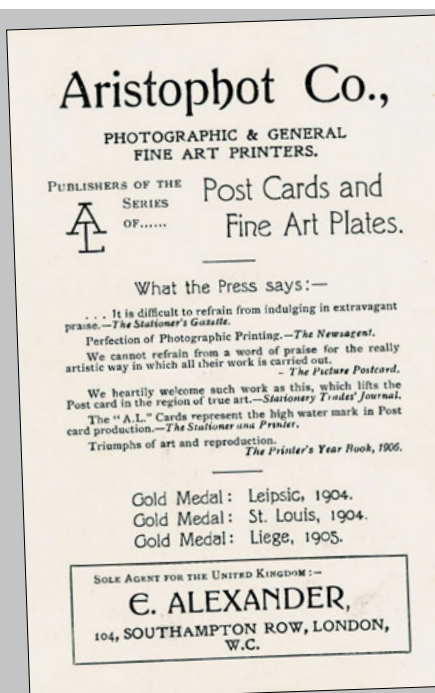 Aristophot Co.,
PHOTOGRAPHIC & GENERAL
FINE ART PRINTERS.
PUBLISHERS OF THE
SERIES
OF......
AL
Post Cards and
Fine Art Plates.
What the Press says:—
. . . It is difficult to refrain from indulging in extravagant
praise.—The Stationer's Gazette.
Perfection of Photographic Printing.—The Newsagent.
We cannot refrain from a word of praise for the really
artistic way in which all their work is carried out.
– The Picture Postcard.
We heartily welcome such work as this, which lifts the
Post card in the region of true art.—Stationery Trades' Journal.
The "A.L." Cards represent the high water mark in Post
card production.—The Stationer and Printer.
Triumphs of art and reproduction.
The Printer's Year Book, 1906.
Gold Medal: Leipsic, 1904.
Gold Medal: St. Louis, 1904.
Gold Medal: Liege, 1905.
SOLE AGENT FOR THE UNITED KINGDOM:—
E. ALEXANDER,
104, SOUTHAMPTON ROW, LONDON,
W.C.